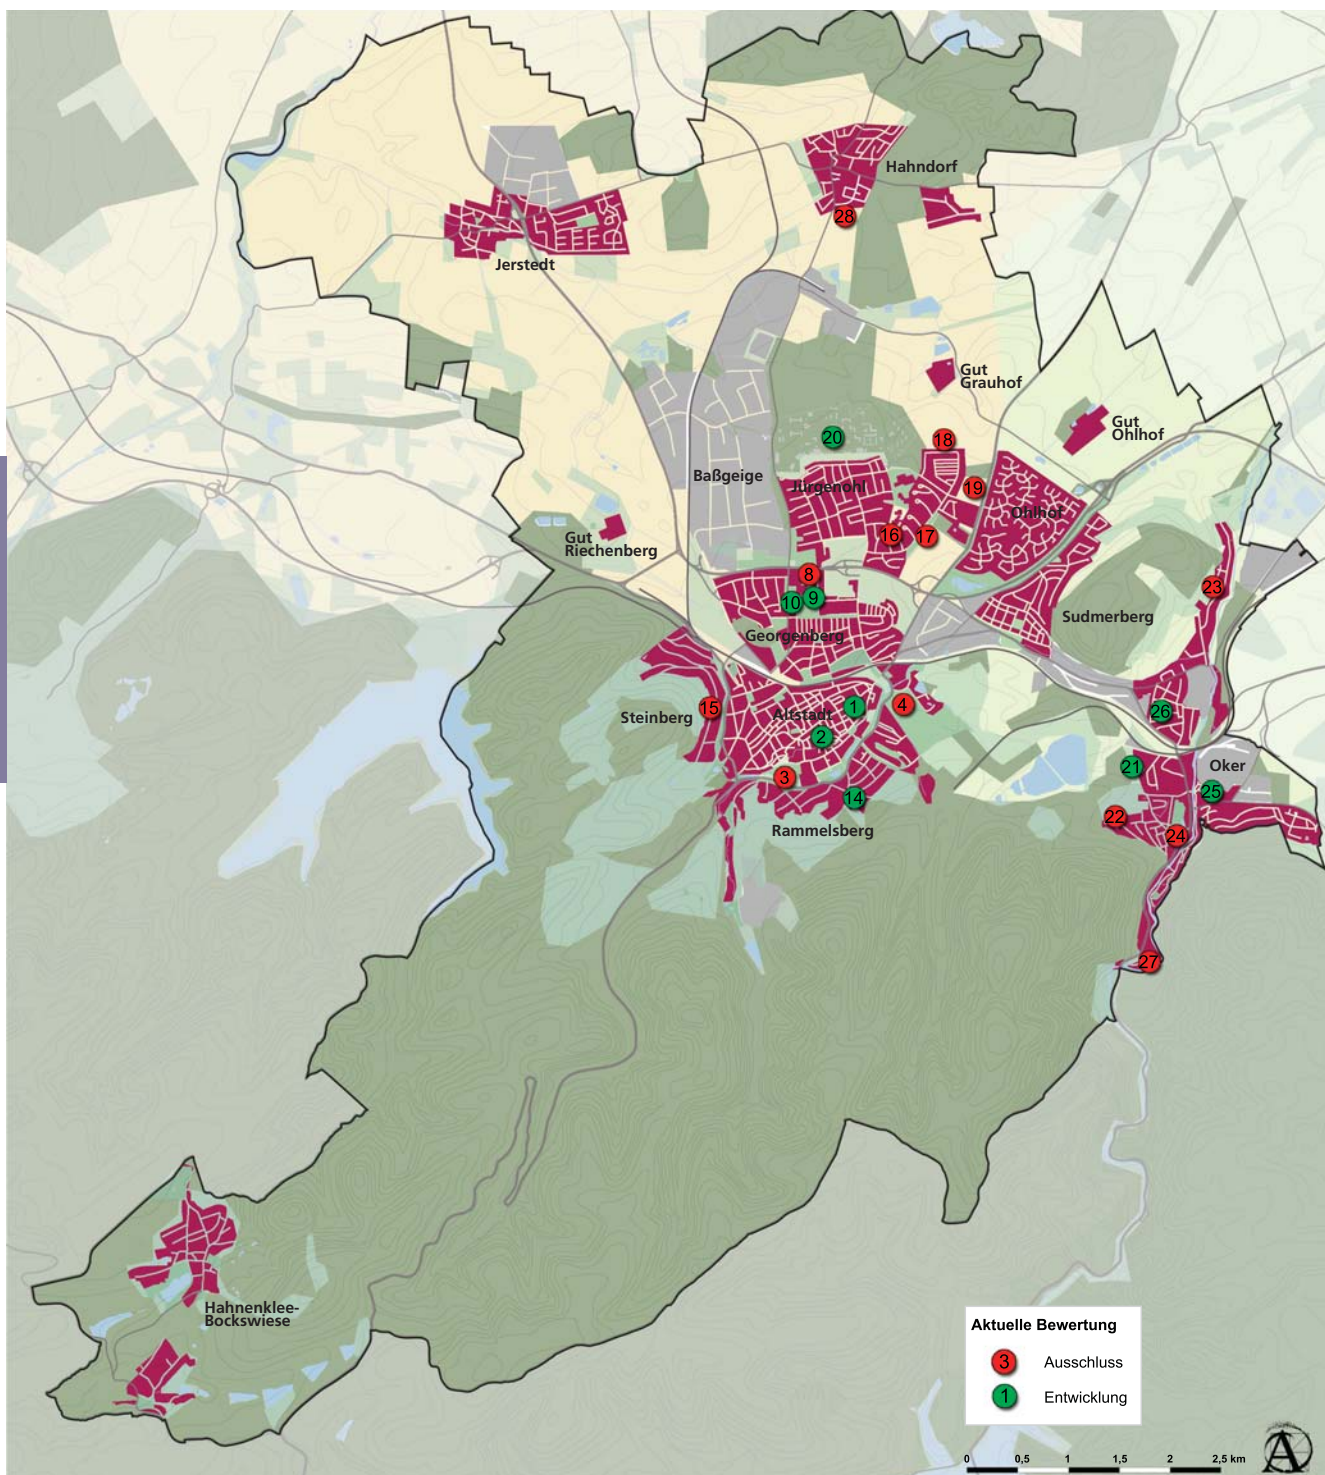 Hahndorf
28
Jerstedt
Gut
Grauhof
Gut
Ohlhof
20
18
Baßgeige
Jürgenohl
19
Ohlhof
16
17
Gut
Riechenberg
8
10
9
23
Sudmerberg
Georgenberg
15
Steinberg
Altstadt
1
4
26
2
21
Oker
3
14
25
22
Rammelsberg
24
27
Hahnenklee-
Bockswiese
Aktuelle Bewertung
3 Ausschluss
1 Entwicklung
0 0,5 1 1,5 2 2,5 km
A